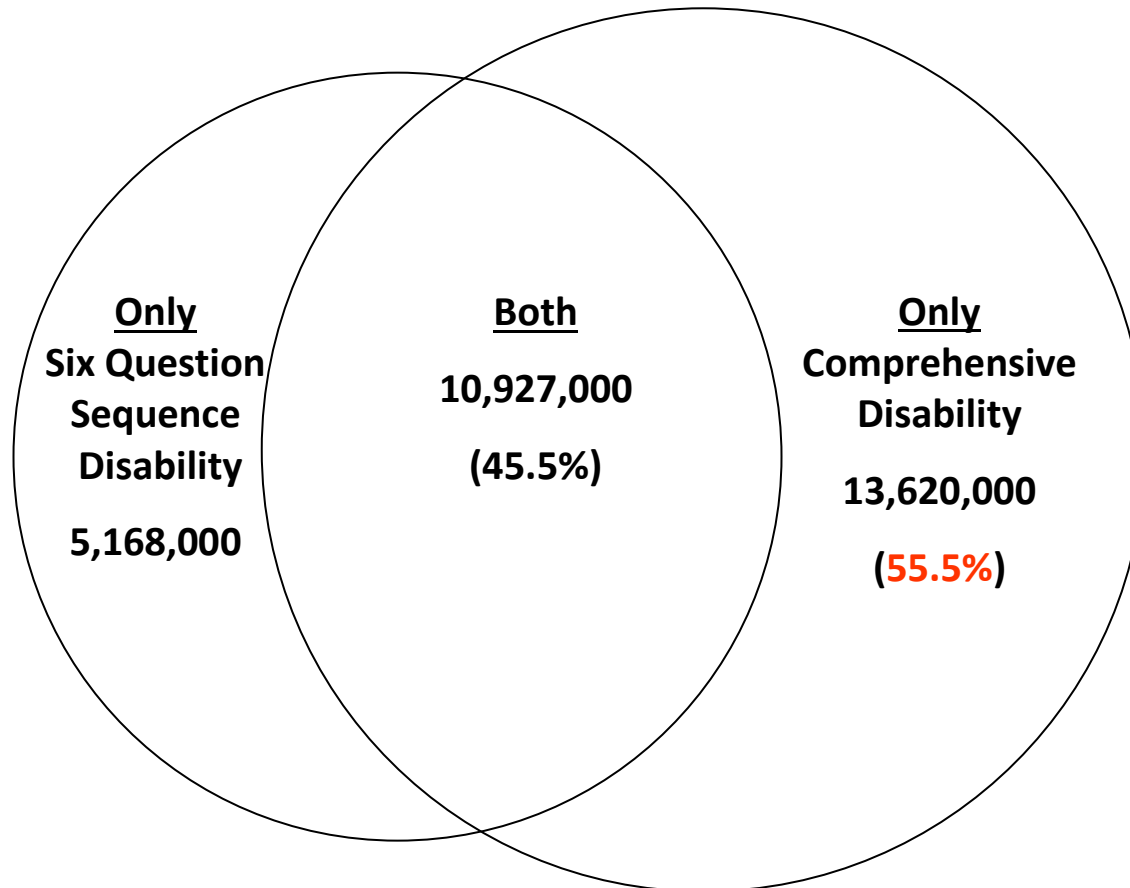 Only
Six Question
Sequence
Disability
5,168,000
Both
10,927,000
(45.5%)
Only
Comprehensive
Disability
13,620,000
(55.5%)